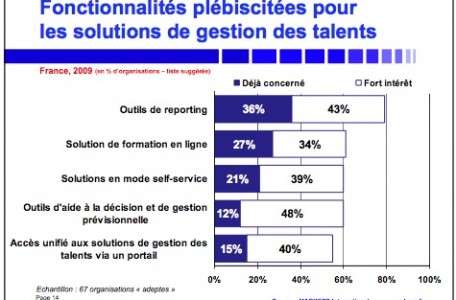 Fonctionnalités plébiscitées pour
les solutions de gestion des talents
France, 2009 (en % d'organisations – liste suggérée)
Déjà concerné Fort intérêt
Outils de reporting 36% 43%
Solution de formation en ligne 27% 34%
Solutions en mode self-service 21% 39%
Outils d'aide à la décision et de gestion
prévisionnelle 12% 48%
Accès unifié aux solutions de gestion des
talents via un portail 15% 40%
0% 20% 40% 60% 80% 100%
Echantillon : 67 organisations « adeptes »
Page 14